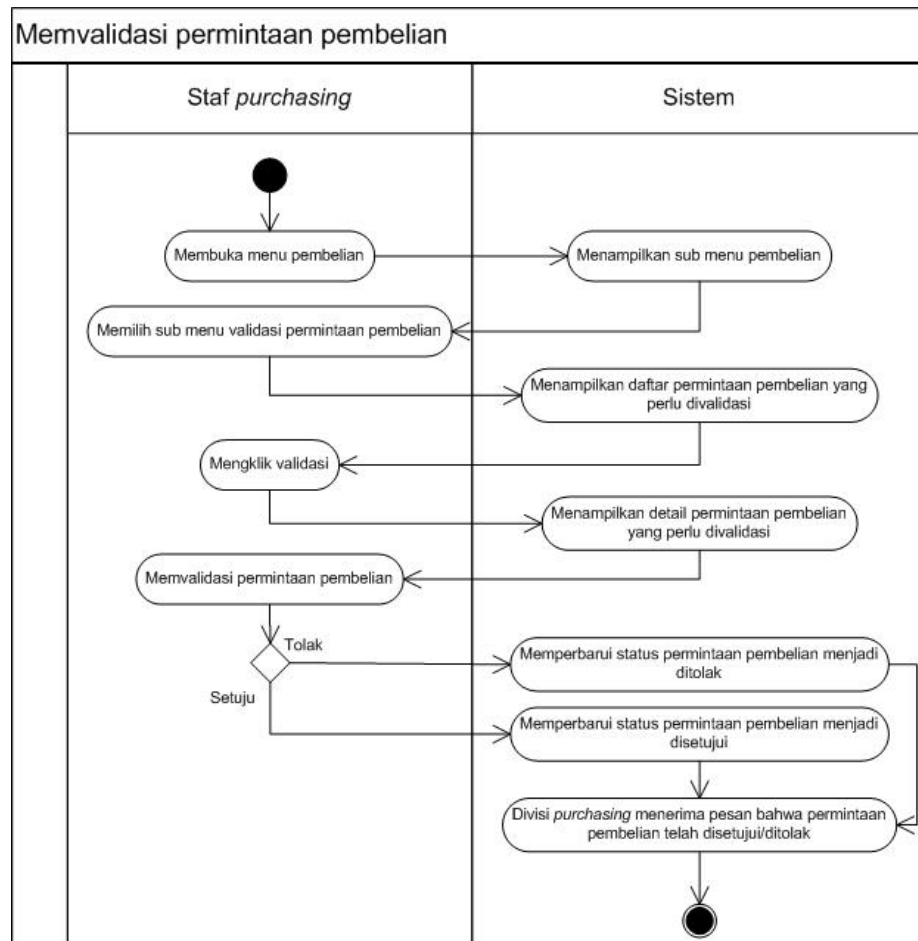 Memvalidasi permintaan pembelian
Staf purchasing
Sistem
Membuka menu pembelian
Menampilkan sub menu pembelian
Memilih sub menu validasi permintaan pembelian
Menampilkan daftar permintaan pembelian yang
perlu divalidasi
Mengklik validasi
Menampilkan detail permintaan pembelian
yang perlu divalidasi
Memvalidasi permintaan pembelian
Tolak
Memperbarui status permintaan pembelian menjadi
ditolak
Setuju
Memperbarui status permintaan pembelian menjadi
disetujui
Divisi purchasing menerima pesan bahwa permintaan
pembelian telah disetujui/ditolak